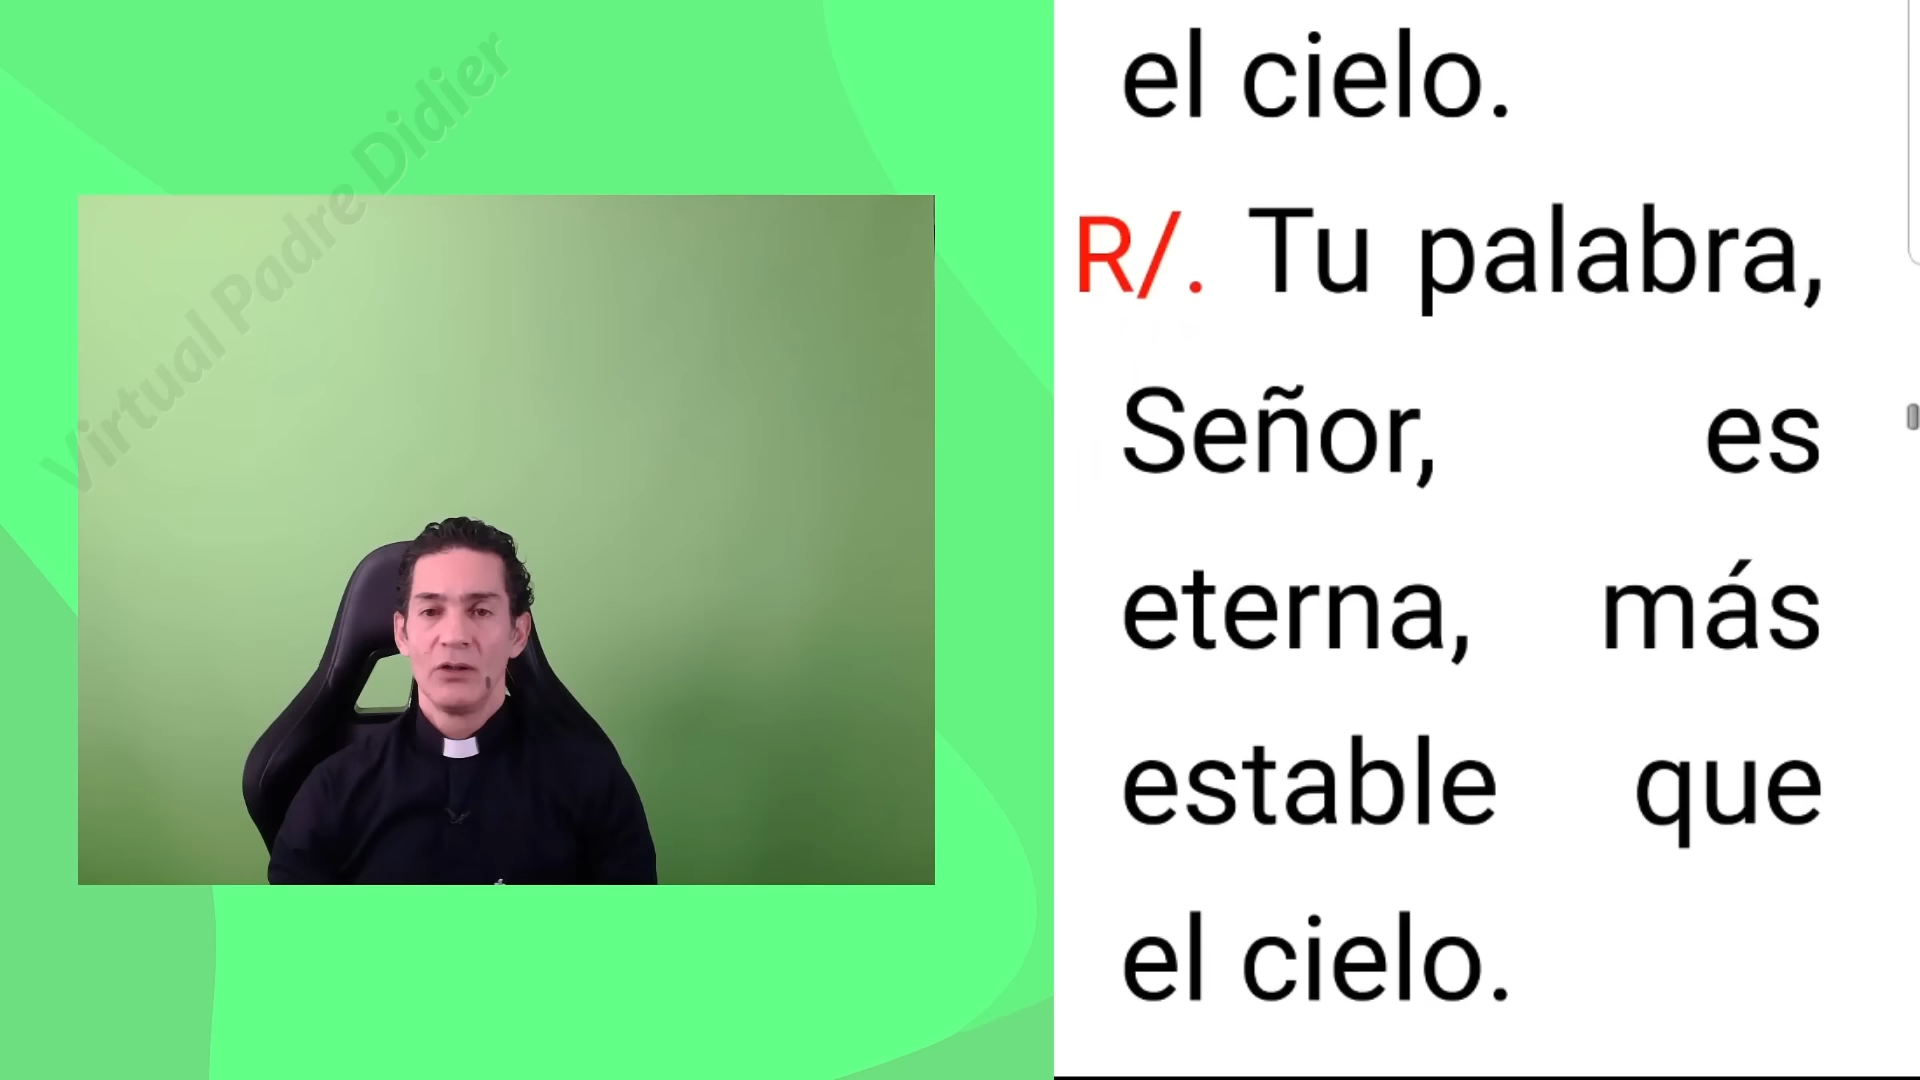 Virtual Padre Didier
el cielo.
R/. Tu palabra,
Señor, es
eterna, más
estable que
el cielo.